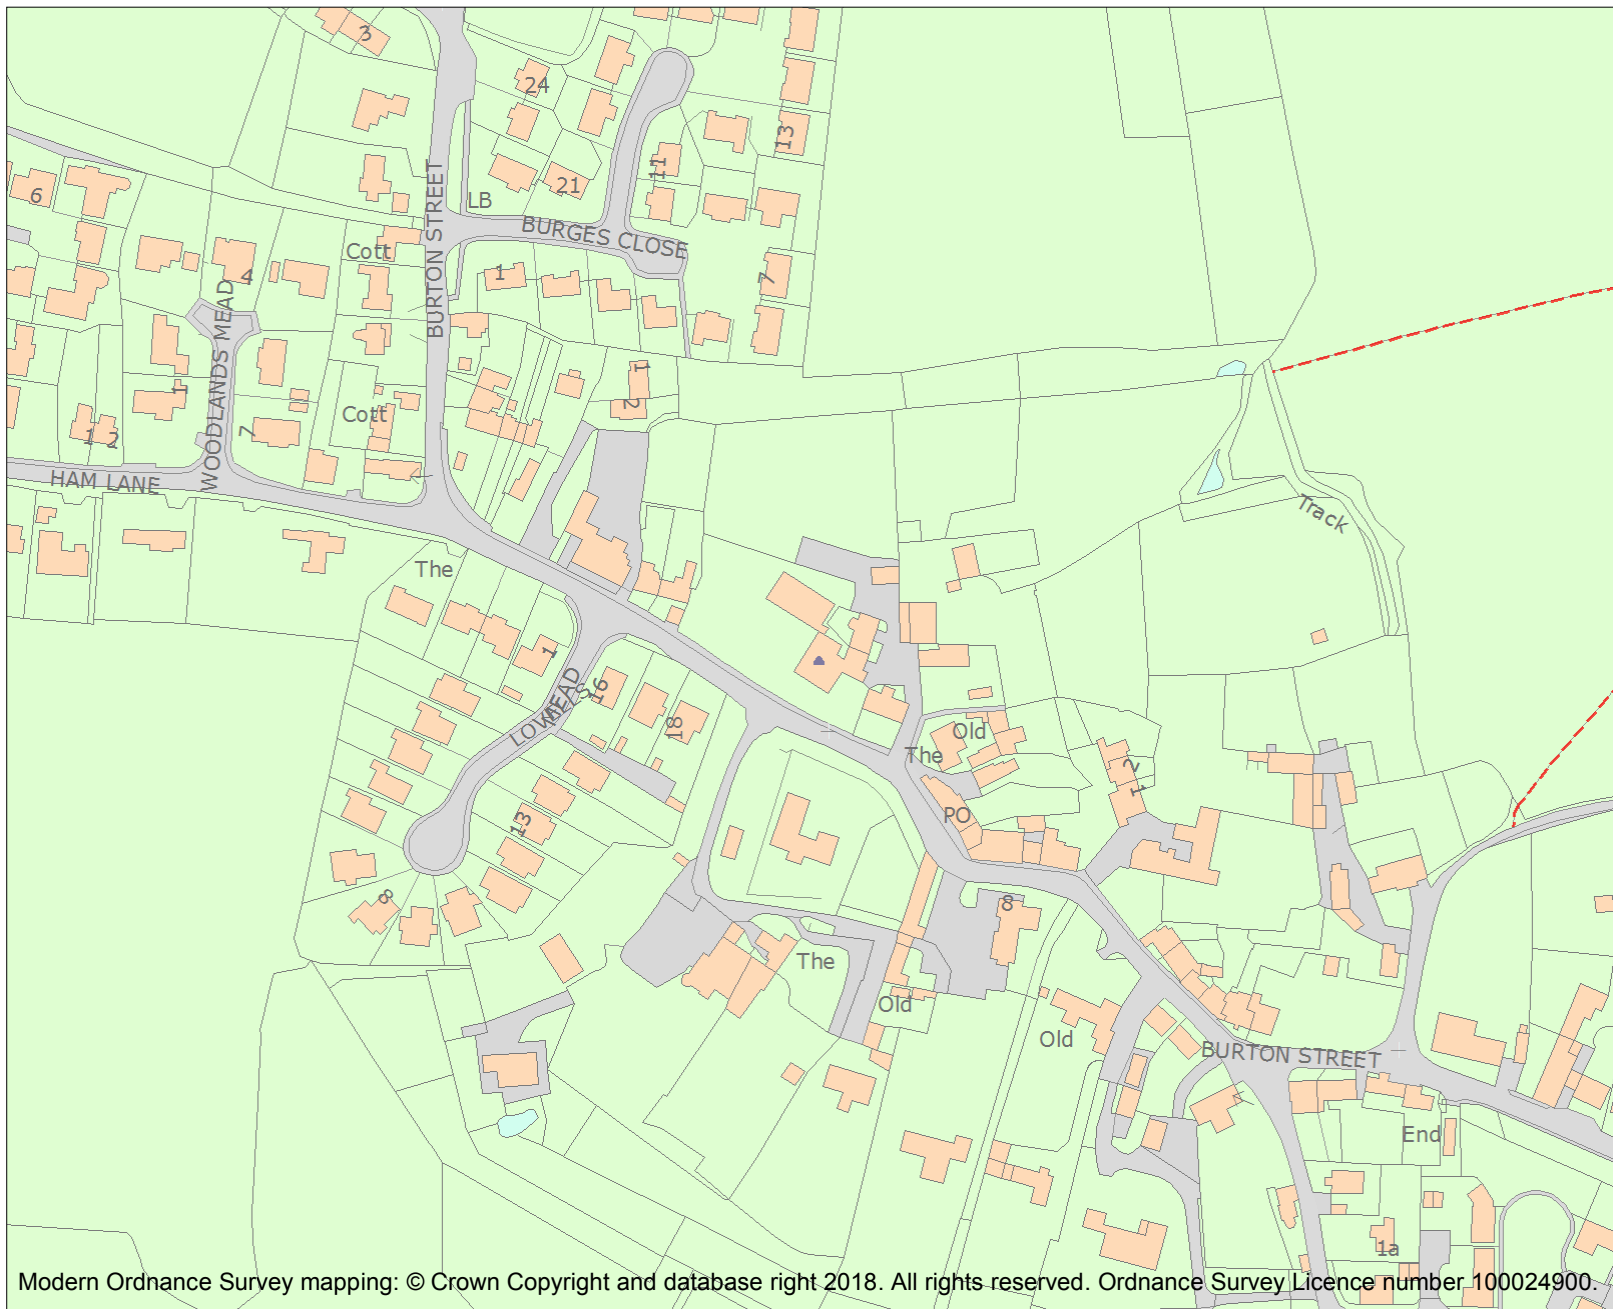 3
24
13
11
6
LB
21
BURTON STREET
BURGES CLOSE
Cott
4
1
7
WOODLANDS MEAD
1
1
2
Cott
1 2
7
HAM LANE
Track
The
1
16
LOWELLS MEAD
18
Old
The
2
1
PO
13
8
8
The
Old
Old
BURTON STREET
End
1a
Modern Ordnance Survey mapping: © Crown Copyright and database right 2018. All rights reserved. Ordnance Survey Licence number 100024900.